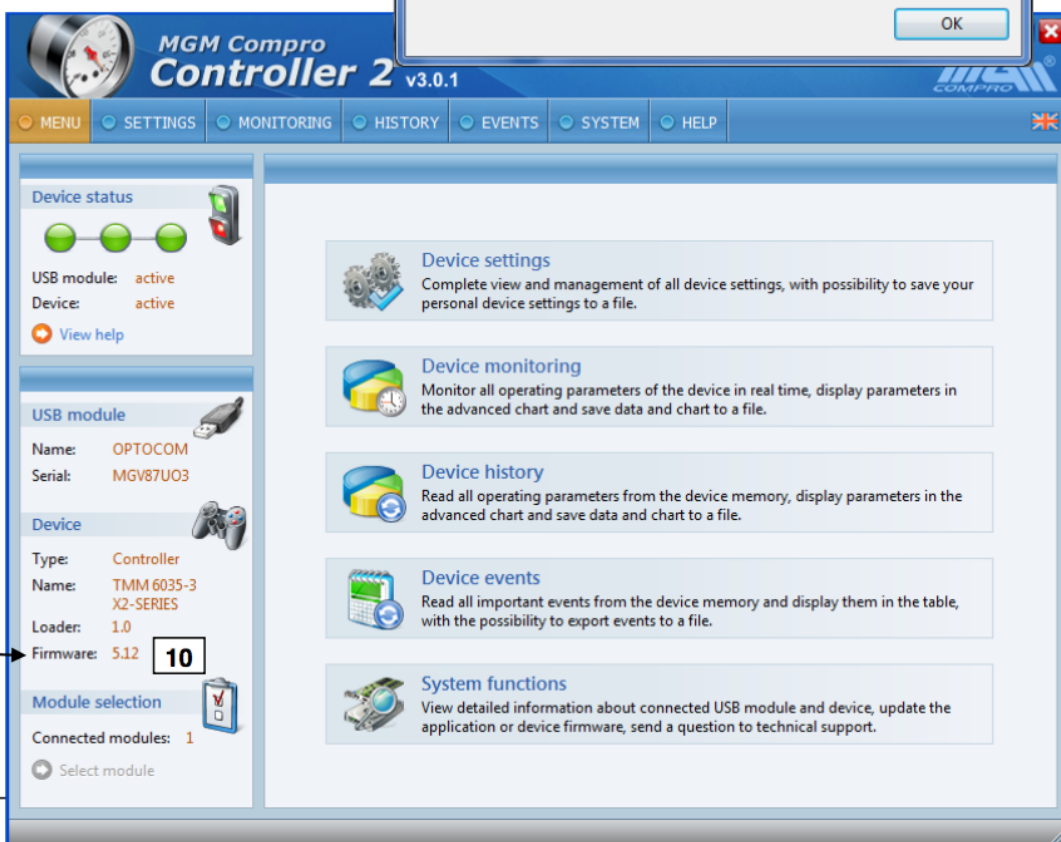 OK
MGM Compro
Controller 2 v3.0.1
MGM
COMPRO
®
MENU SETTINGS MONITORING HISTORY EVENTS SYSTEM HELP
Device status
USB module: active
Device: active
View help
USB module
Name: OPTOCOM
Serial: MGV87UO3
Device
Type: Controller
Name: TMM 6035-3
X2-SERIES
Loader: 1.0
Firmware: 5.12
10
Module selection
Connected modules: 1
Select module
Device settings
Complete view and management of all device settings, with possibility to save your
personal device settings to a file.
Device monitoring
Monitor all operating parameters of the device in real time, display parameters in
the advanced chart and save data and chart to a file.
Device history
Read all operating parameters from the device memory, display parameters in the
advanced chart and save data and chart to a file.
Device events
Read all important events from the device memory and display them in the table,
with the possibility to export events to a file.
System functions
View detailed information about connected USB module and device, update the
application or device firmware, send a question to technical support.